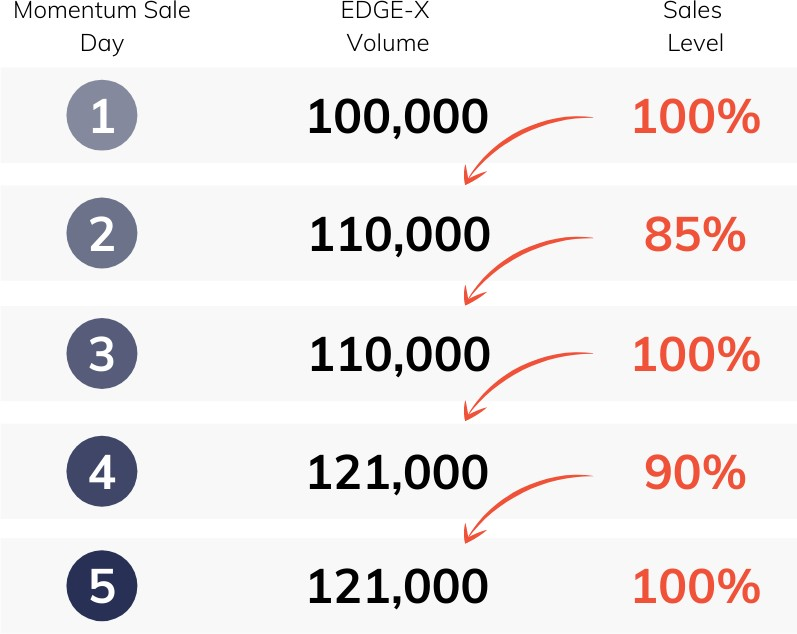 Momentum Sale Day EDGE-X Volume Sales Level
1 100,000 100%
2 110,000 85%
3 110,000 100%
4 121,000 90%
5 121,000 100%